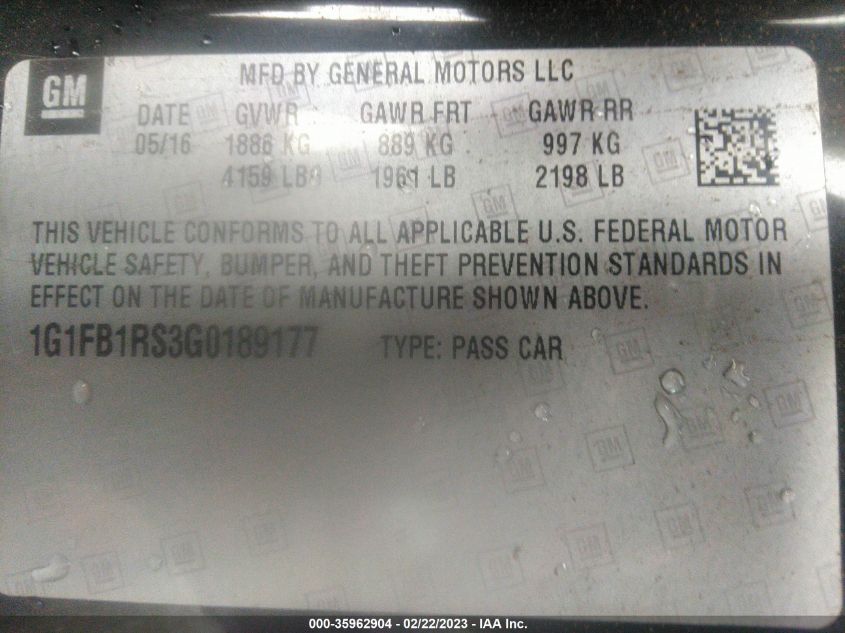 GM
MFD BY GENERAL MOTORS LLC
DATE GVWR GAWR FRT GAWR RR
05/16 1886 KG 889 KG 997 KG
4159 LB 1961 LB 2198 LB
THIS VEHICLE CONFORMS TO ALL APPLICABLE U.S. FEDERAL MOTOR
VEHICLE SAFETY, BUMPER, AND THEFT PREVENTION STANDARDS IN
EFFECT ON THE DATE OF MANUFACTURE SHOWN ABOVE.
1G1FB1RS3G0189177 TYPE: PASS CAR
000-35962904 - 02/22/2023 - IAA Inc.